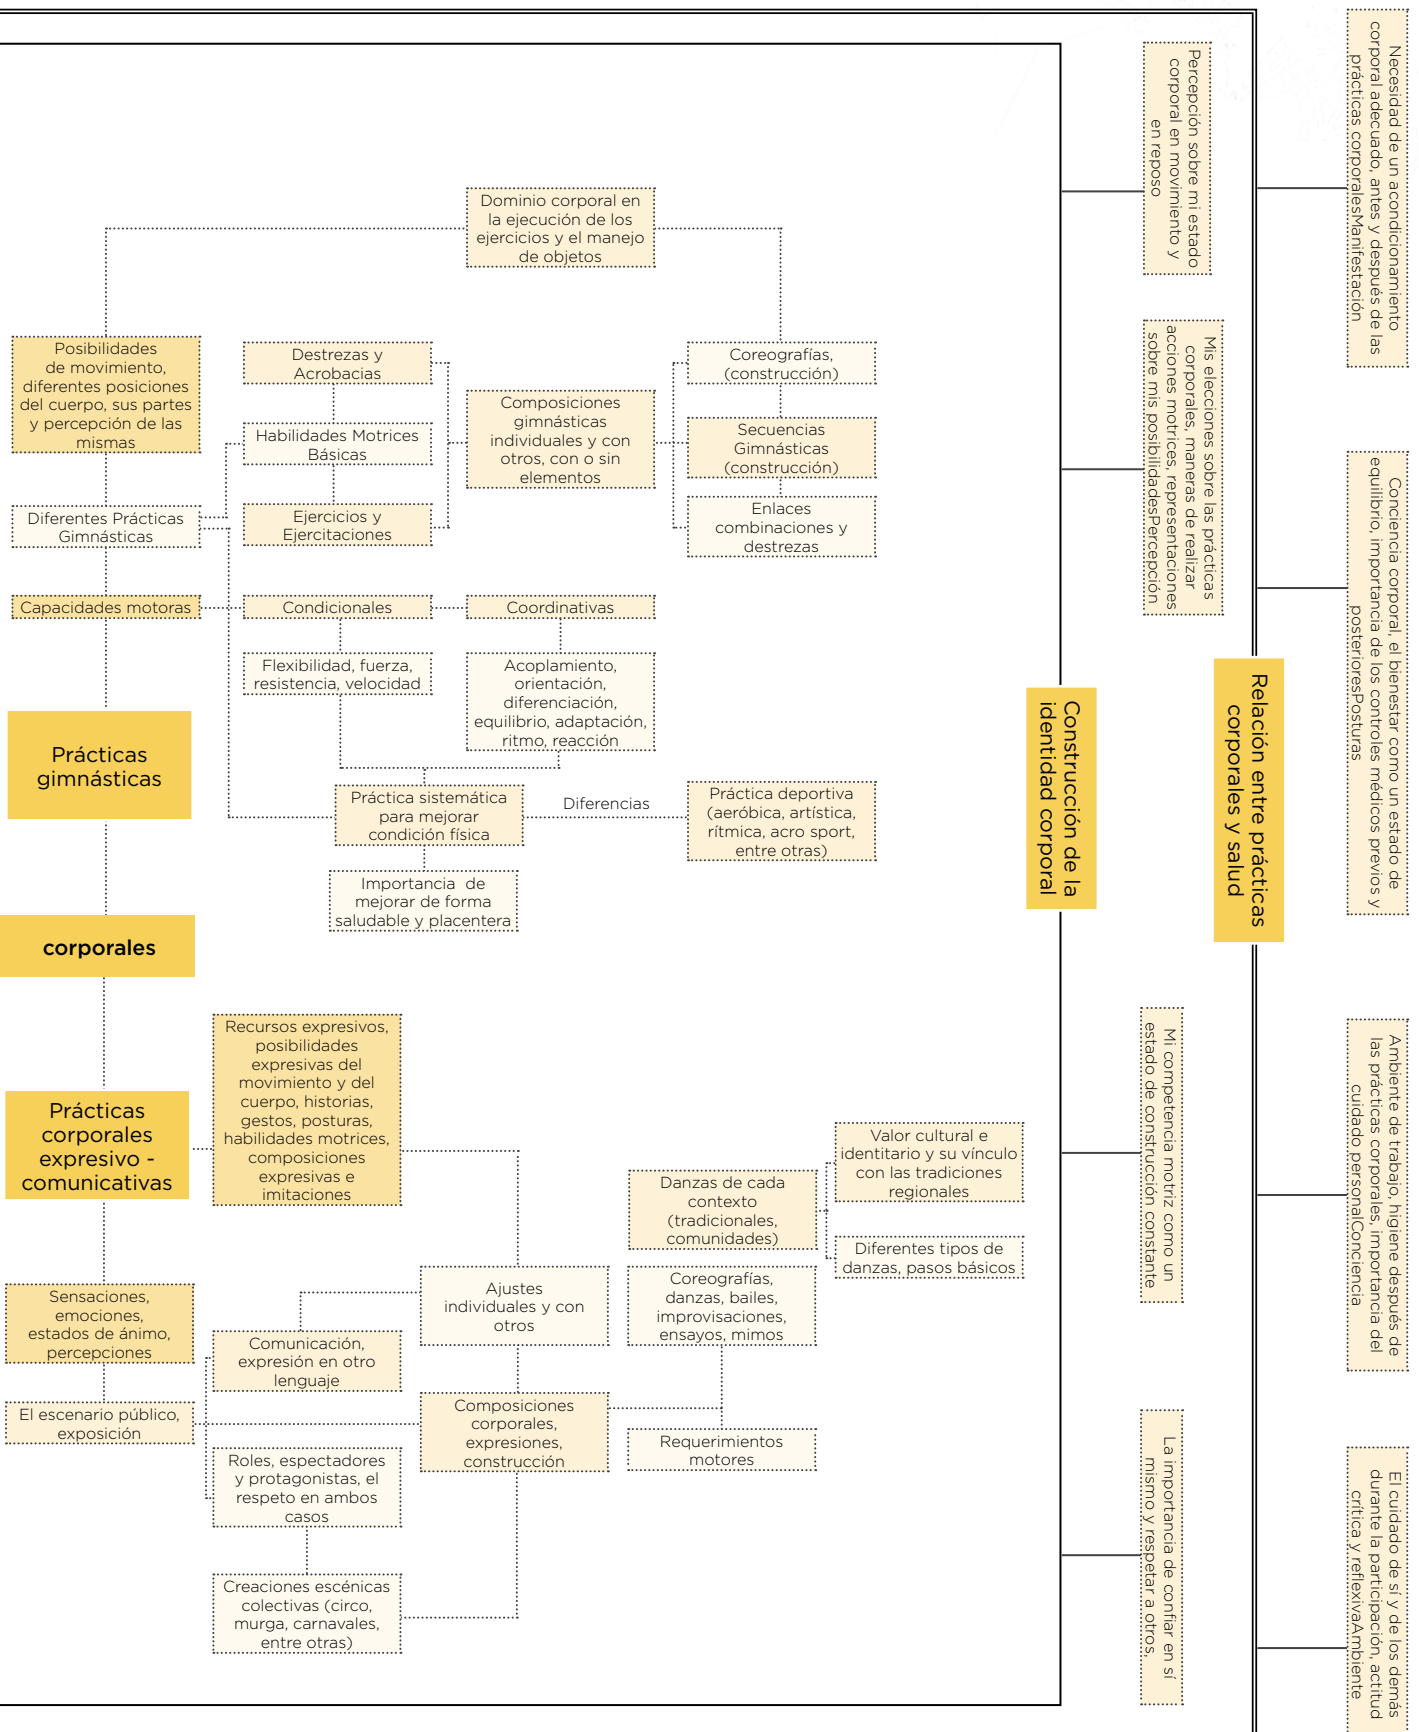 Dominio corporal en
la ejecución de los
ejercicios y el manejo
de objetos
Posibilidades
de movimiento,
diferentes posiciones
del cuerpo, sus partes
y percepción de las
mismas
Destrezas y
Acrobacias
Coreografías,
(construcción)
Habilidades Motrices
Básicas
Composiciones
gimnásticas
individuales y con
otros, con o sin
elementos
Secuencias
Gimnásticas
(construcción)
Diferentes Prácticas
Gimnásticas
Ejercicios y
Ejercitaciones
Enlaces
combinaciones y
destrezas
Capacidades motoras
Condicionales
Coordinativas
Flexibilidad, fuerza,
resistencia, velocidad
Acoplamiento,
orientación,
diferenciación,
equilibrio, adaptación,
ritmo, reacción
Prácticas
gimnásticas
Práctica sistemática
para mejorar
condición física
Diferencias
Práctica deportiva
(aeróbica, artística,
rítmica, acro sport,
entre otras)
Importancia de
mejorar de forma
saludable y placentera
corporales
Recursos expresivos,
posibilidades
expresivas del
movimiento y del
cuerpo, historias,
gestos, posturas,
habilidades motrices,
composiciones
expresivas e
imitaciones
Prácticas
corporales
expresivo -
comunicativas
Valor cultural e
identitario y su vínculo
con las tradiciones
regionales
Danzas de cada
contexto
(tradicionales,
comunidades)
Diferentes tipos de
danzas, pasos básicos
Sensaciones,
emociones,
estados de ánimo,
percepciones
Ajustes
individuales y con
otros
Coreografías,
danzas, bailes,
improvisaciones,
ensayos, mimos
Comunicación,
expresión en otro
lenguaje
El escenario público,
exposición
Composiciones
corporales,
expresiones,
construcción
Requerimientos
motores
Roles, espectadores
y protagonistas, el
respeto en ambos
casos
Creaciones escénicas
colectivas (circo,
murga, carnavales,
entre otras)
Construcción de la
identidad corporal
Percepción sobre mi estado
corporal en movimiento y
en reposo
Mis elecciones sobre las prácticas
corporales, maneras de realizar
acciones motrices, representaciones
sobre mis posibilidadesPercepción
Mi competencia motriz como un
estado de construcción constante
La importancia de confiar en sí
mismo y respetar a otros,
Relación entre prácticas
corporales y salud
Necesidad de un acondicionamiento
corporal adecuado, antes y después de las
prácticas corporalesManifestación
Conciencia corporal, el bienestar como un estado de
equilibrio, importancia de los controles médicos previos y
posterioresPosturas
Ambiente de trabajo, higiene después de
las prácticas corporales, importancia del
cuidado personalConciencia
El cuidado de sí y de los demás
durante la participación, actitud
crítica y reflexivaAmbiente